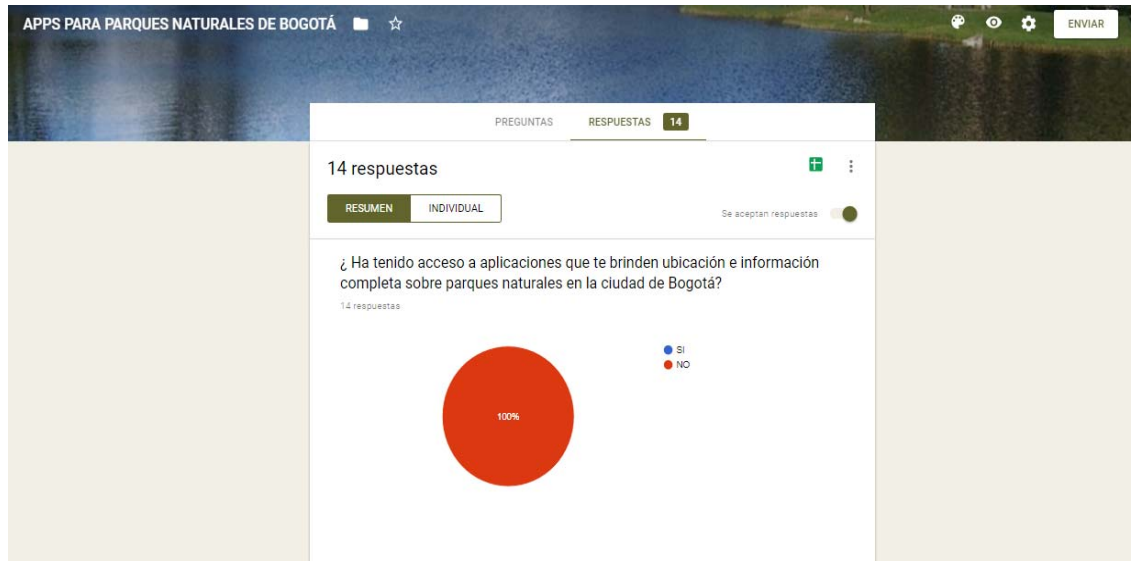 APPS PARA PARQUES NATURALES DE BOGOTÁ
ENVIAR
PREGUNTAS
RESPUESTAS 14
14 respuestas
RESUMEN
INDIVIDUAL
Se aceptan respuestas
¿ Ha tenido acceso a aplicaciones que te brinden ubicación e información
completa sobre parques naturales en la ciudad de Bogotá?
14 respuestas
SI
NO
100%